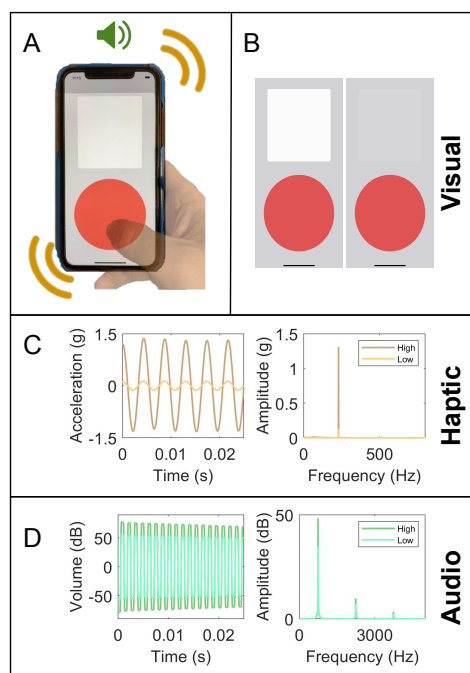 A
B
Visual
C
Acceleration (g)
1.5
0
-1.5
0
0.01
0.02
Time (s)
Amplitude (g)
1.5
1
0.5
0
0
500
Frequency (Hz)
High
Low
Haptic
D
Volume (dB)
50
0
-50
0
0.01
0.02
Time (s)
Amplitude (dB)
50
0
0
3000
Frequency (Hz)
High
Low
Audio